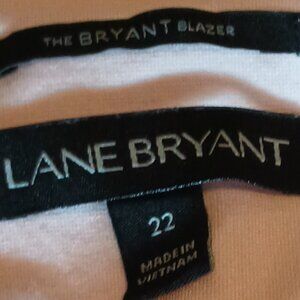 THE BRYANT BLAZER
LANE BRYANT
22
MADE IN
VIETNAM